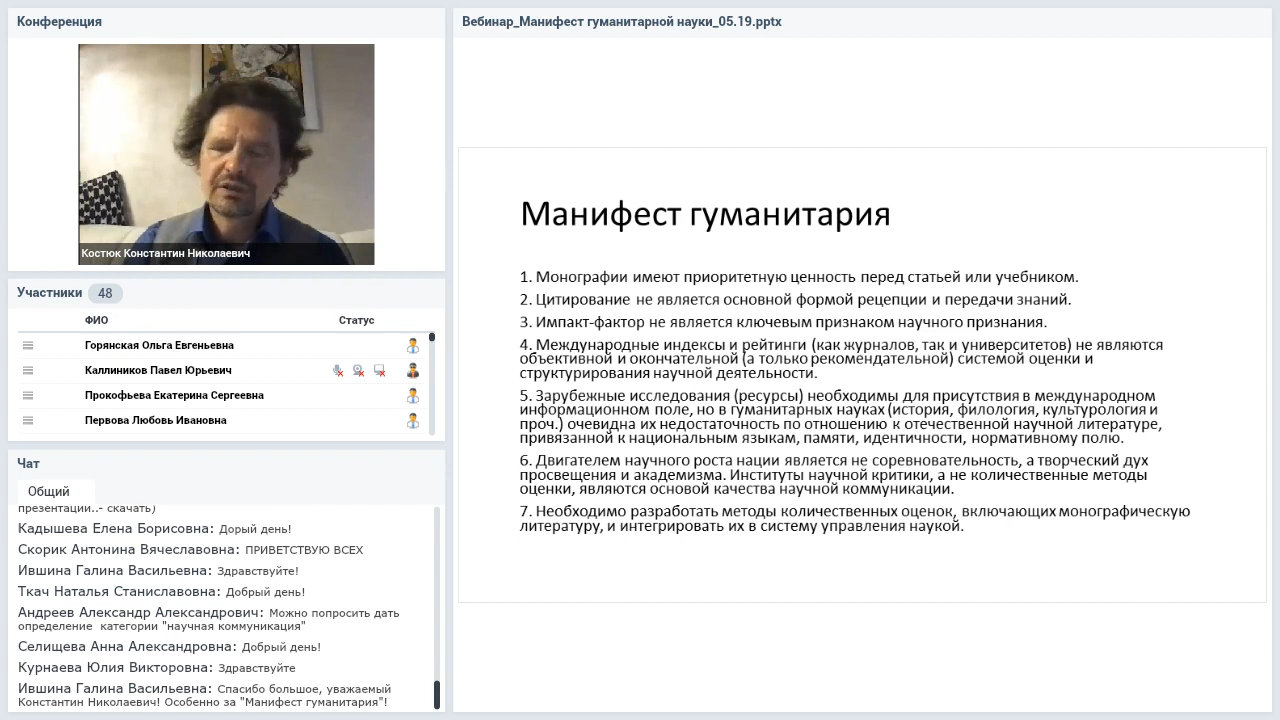 Конференция
Костюк Константин Николаевич
Участники 48
ФИО Статус
Горянская Ольга Евгеньевна
Каллиников Павел Юрьевич
Прокофьева Екатерина Сергеевна
Первова Любовь Ивановна
Чат
Общий
презентации..- скачать)
Кадышева Елена Борисовна: Дорый день!
Скорик Антонина Вячеславовна: ПРИВЕТСТВУЮ ВСЕХ
Ившина Галина Васильевна: Здравствуйте!
Ткач Наталья Станиславовна: Добрый день!
Андреев Александр Александрович: Можно попросить дать
определение категории "научная коммуникация"
Селищева Анна Александровна: Добрый день!
Курнаева Юлия Викторовна: Здравствуйте
Ившина Галина Васильевна: Спасибо большое, уважаемый
Константин Николаевич! Особенно за "Манифест гуманитария"!
Вебинар_Манифест гуманитарной науки_05.19.pptx
Манифест гуманитария
1. Монографии имеют приоритетную ценность перед статьей или учебником.
2. Цитирование не является основной формой рецепции и передачи знаний.
3. Импакт-фактор не является ключевым признаком научного признания.
4. Международные индексы и рейтинги (как журналов, так и университетов) не являются
объективной и окончательной (а только рекомендательной) системой оценки и
структурирования научной деятельности.
5. Зарубежные исследования (ресурсы) необходимы для присутствия в международном
информационном поле, но в гуманитарных науках (история, филология, культурология и
проч.) очевидна их недостаточность по отношению к отечественной научной литературе,
привязанной к национальным языкам, памяти, идентичности, нормативному полю.
6. Двигателем научного роста нации является не соревновательность, а творческий дух
просвещения и академизма. Институты научной критики, а не количественные методы
оценки, являются основой качества научной коммуникации.
7. Необходимо разработать методы количественных оценок, включающих монографическую
литературу, и интегрировать их в систему управления наукой.